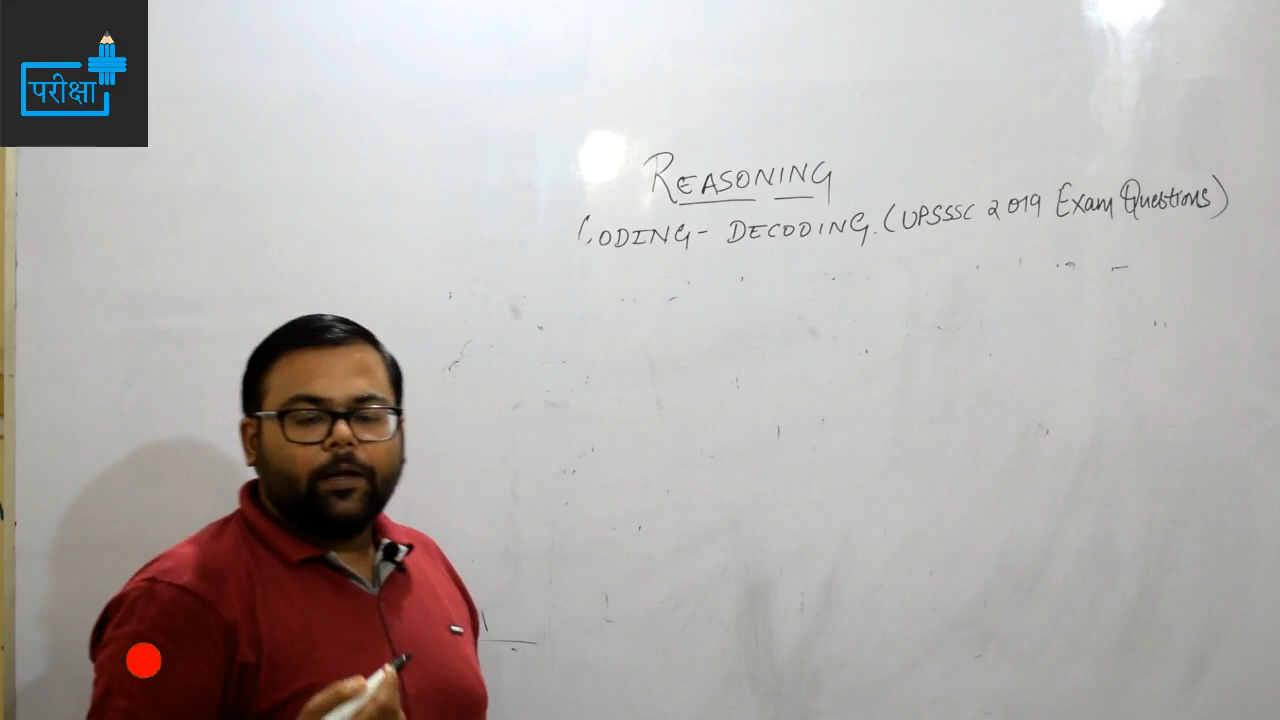 परीक्षा
REASONING
CODING- DECODING. (UPSSSC 2019 Exam Questions)